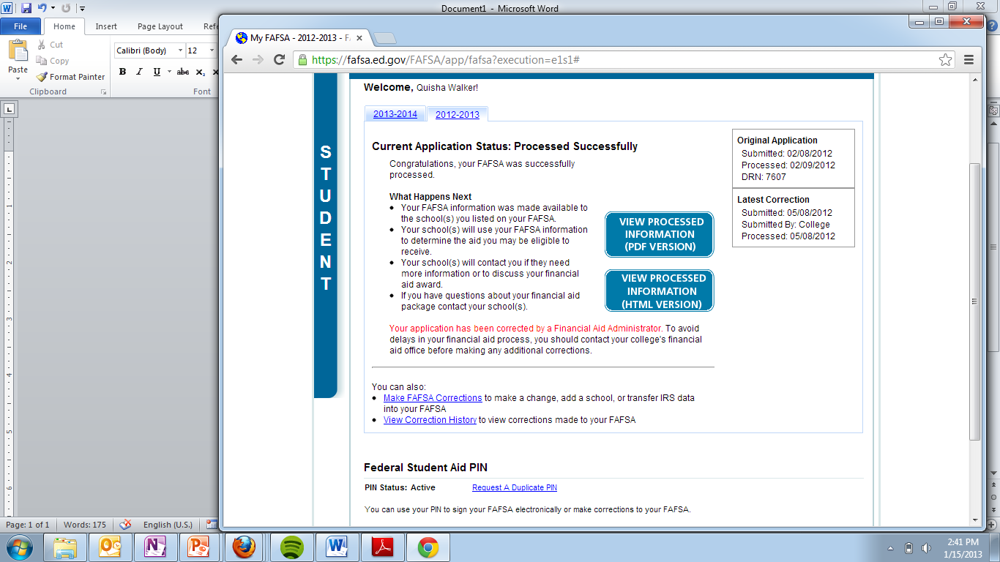 Document1 - Microsoft Word
File Home Insert Page Layout Refe
Paste
Cut
Copy
Format Painter
Clipboard
Calibri (Body) 12
B I U abc x₂ x
Font
My FAFSA - 2012-2013 - FA
https://fafsa.ed.gov/FAFSA/app/fafsa?execution=e1s1#
STUDENT
Welcome, Quisha Walker!
2013-2014 2012-2013
Current Application Status: Processed Successfully
Congratulations, your FAFSA was successfully
processed.
What Happens Next
• Your FAFSA information was made available to
the school(s) you listed on your FAFSA.
• Your school(s) will use your FAFSA information
to determine the aid you may be eligible to
receive.
• Your school(s) will contact you if they need
more information or to discuss your financial
aid award.
• If you have questions about your financial aid
package contact your school(s).
VIEW PROCESSED
INFORMATION
(PDF VERSION)
VIEW PROCESSED
INFORMATION
(HTML VERSION)
Original Application
Submitted: 02/08/2012
Processed: 02/09/2012
DRN: 7607
Latest Correction
Submitted: 05/08/2012
Submitted By: College
Processed: 05/08/2012
Your application has been corrected by a Financial Aid Administrator. To avoid
delays in your financial aid process, you should contact your college's financial
aid office before making any additional corrections.
You can also:
• Make FAFSA Corrections to make a change, add a school, or transfer IRS data
into your FAFSA
• View Correction History to view corrections made to your FAFSA
Federal Student Aid PIN
PIN Status: Active Request A Duplicate PIN
You can use your PIN to sign your FAFSA electronically or make corrections to your FAFSA.
1
2
3
4
5
6
Page: 1 of 1 Words: 175 English (U.S.)
2:41 PM
1/15/2013